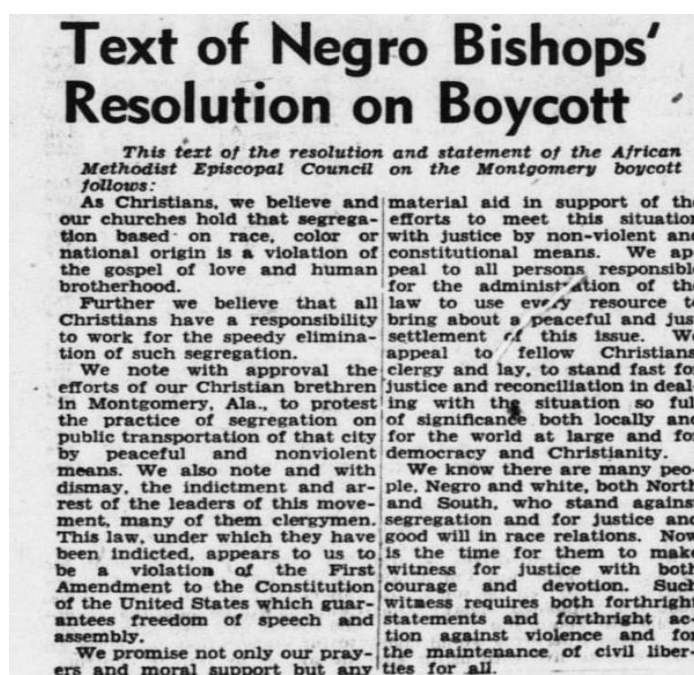 Text of Negro Bishops'
Resolution on Boycott
This text of the resolution and statement of the African
Methodist Episcopal Council on the Montgomery boycott
follows:
As Christians, we believe and
our churches hold that segrega-
tion based on race, color or
national origin is a violation of
the gospel of love and human
brotherhood.
Further we believe that all
Christians have a responsibility
to work for the speedy elimina-
tion of such segregation.
We note with approval the
efforts of our Christian brethren
in Montgomery, Ala., to protest
the practice of segregation on
public transportation of that city
by peaceful and nonviolent
means. We also note and with
dismay, the indictment and ar-
rest of the leaders of this move-
ment, many of them clergymen.
This law, under which they have
been indicted, appears to us to
be a violation of the First
Amendment to the Constitution
of the United States which guar-
antees freedom of speech and
assembly.
We promise not only our pray-
ers and moral support but any
material aid in support of the
efforts to meet this situation
with justice by non-violent and
constitutional means. We ap-
peal to all persons responsibl
for the administration of the
law to use every resource to
bring about a peaceful and jus
settlement of this issue. We
appeal to fellow Christians
clergy and lay, to stand fast for
justice and reconciliation in deal-
ing with the situation so ful
of significance both locally and
for the world at large and for
democracy and Christianity.
We know there are many peo-
ple, Negro and white, both North
and South, who stand agains
segregation and for justice and
good will in race relations. Now
is the time for them to make
witness for justice with both
courage and devotion. Such
witness requires both forthright
statements and forthright ac-
tion against violence and for
the maintenance of civil liber-
ties for all.